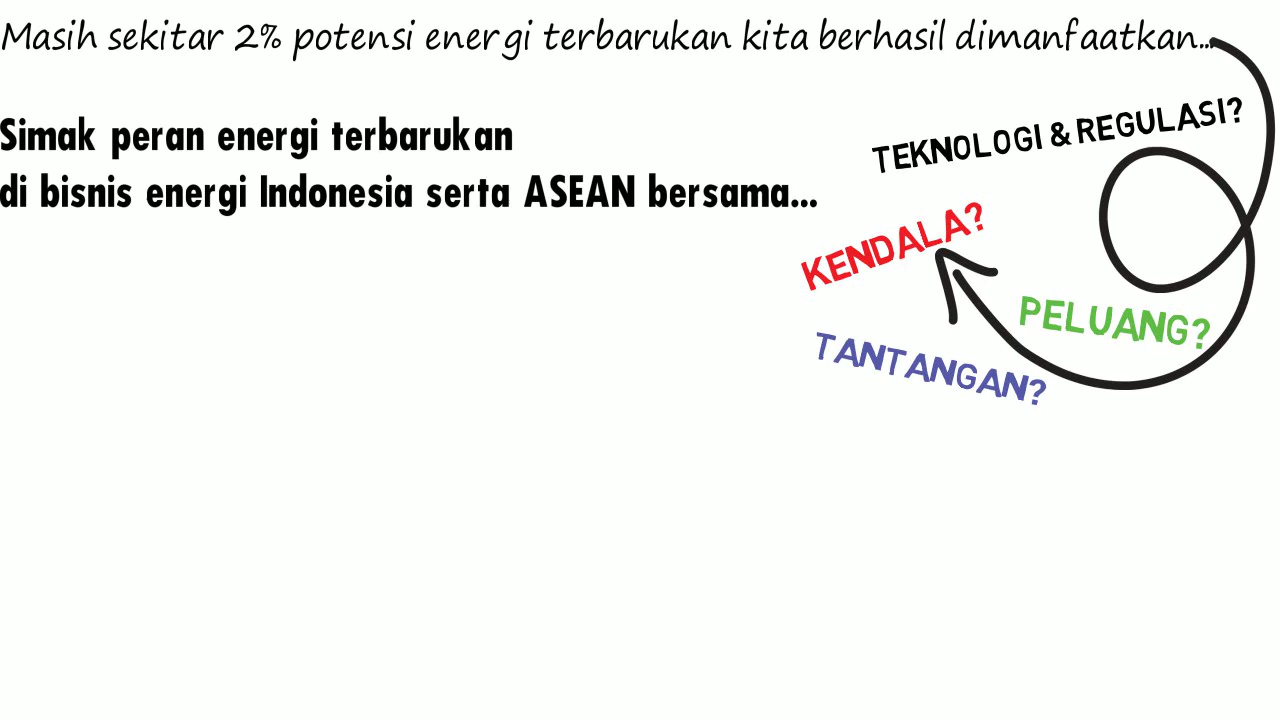 Masih sekitar 2% potensi energi terbarukan kita berhasil dimanfaatkan...
Simak peran energi terbarukan
di bisnis energi Indonesia serta ASEAN bersama...
TEKNOLOGI & REGULASI?
KENDALA?
PELUANG?
TANTANGAN?